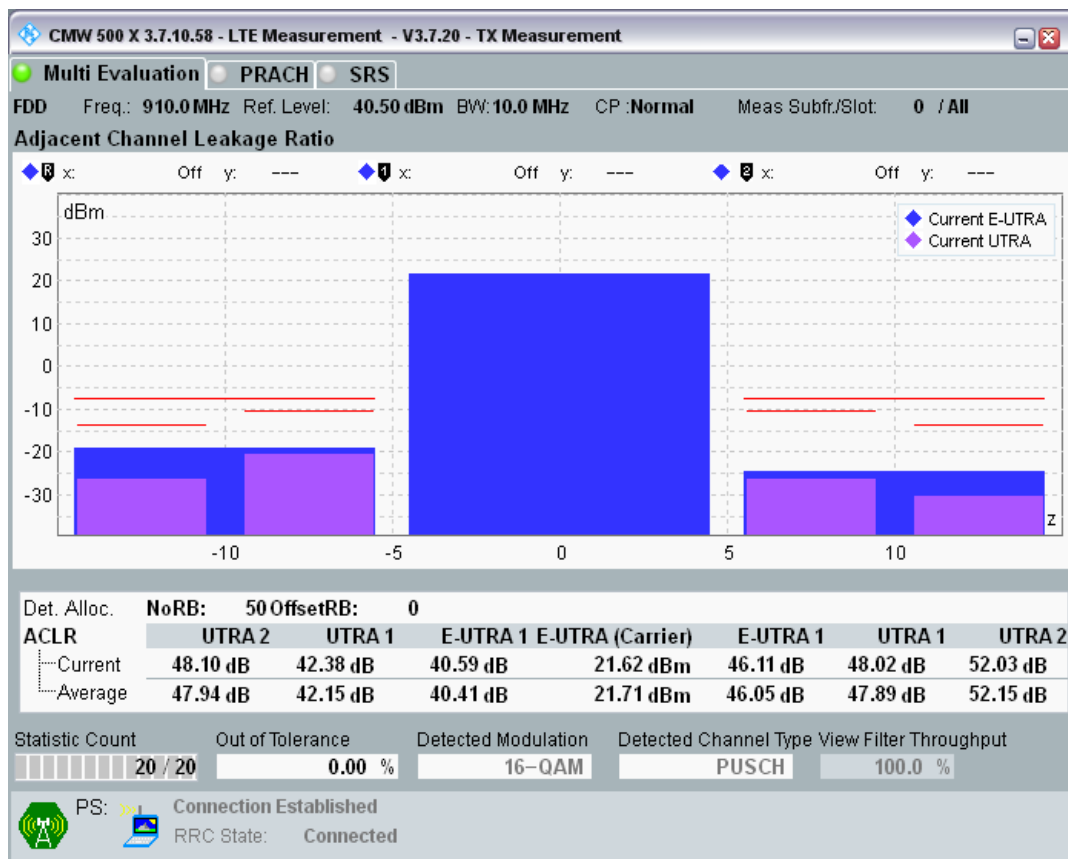 CMW 500 X 3.7.10.58 - LTE Measurement - V3.7.20 - TX Measurement
Multi Evaluation PRACH SRS
FDD Freq.: 910.0 MHz Ref. Level: 40.50 dBm BW: 10.0 MHz CP :Normal Meas Subfr./Slot: 0 / All
Adjacent Channel Leakage Ratio
R x: Off y: --- 1 x: Off y: --- 2 x: Off y: ---
dBm
Current E-UTRA
Current UTRA
30
20
10
0
-10
-20
-30
z
-10 -5 0 5 10
Det. Alloc. NoRB: 50 OffsetRB: 0
ACLR UTRA 2 UTRA 1 E-UTRA 1 E-UTRA (Carrier) E-UTRA 1 UTRA 1 UTRA 2
Current 48.10 dB 42.38 dB 40.59 dB 21.62 dBm 46.11 dB 48.02 dB 52.03 dB
Average 47.94 dB 42.15 dB 40.41 dB 21.71 dBm 46.05 dB 47.89 dB 52.15 dB
Statistic Count Out of Tolerance Detected Modulation Detected Channel Type View Filter Throughput
20 / 20 0.00 % 16-QAM PUSCH 100.0 %
PS: Connection Established
RRC State: Connected